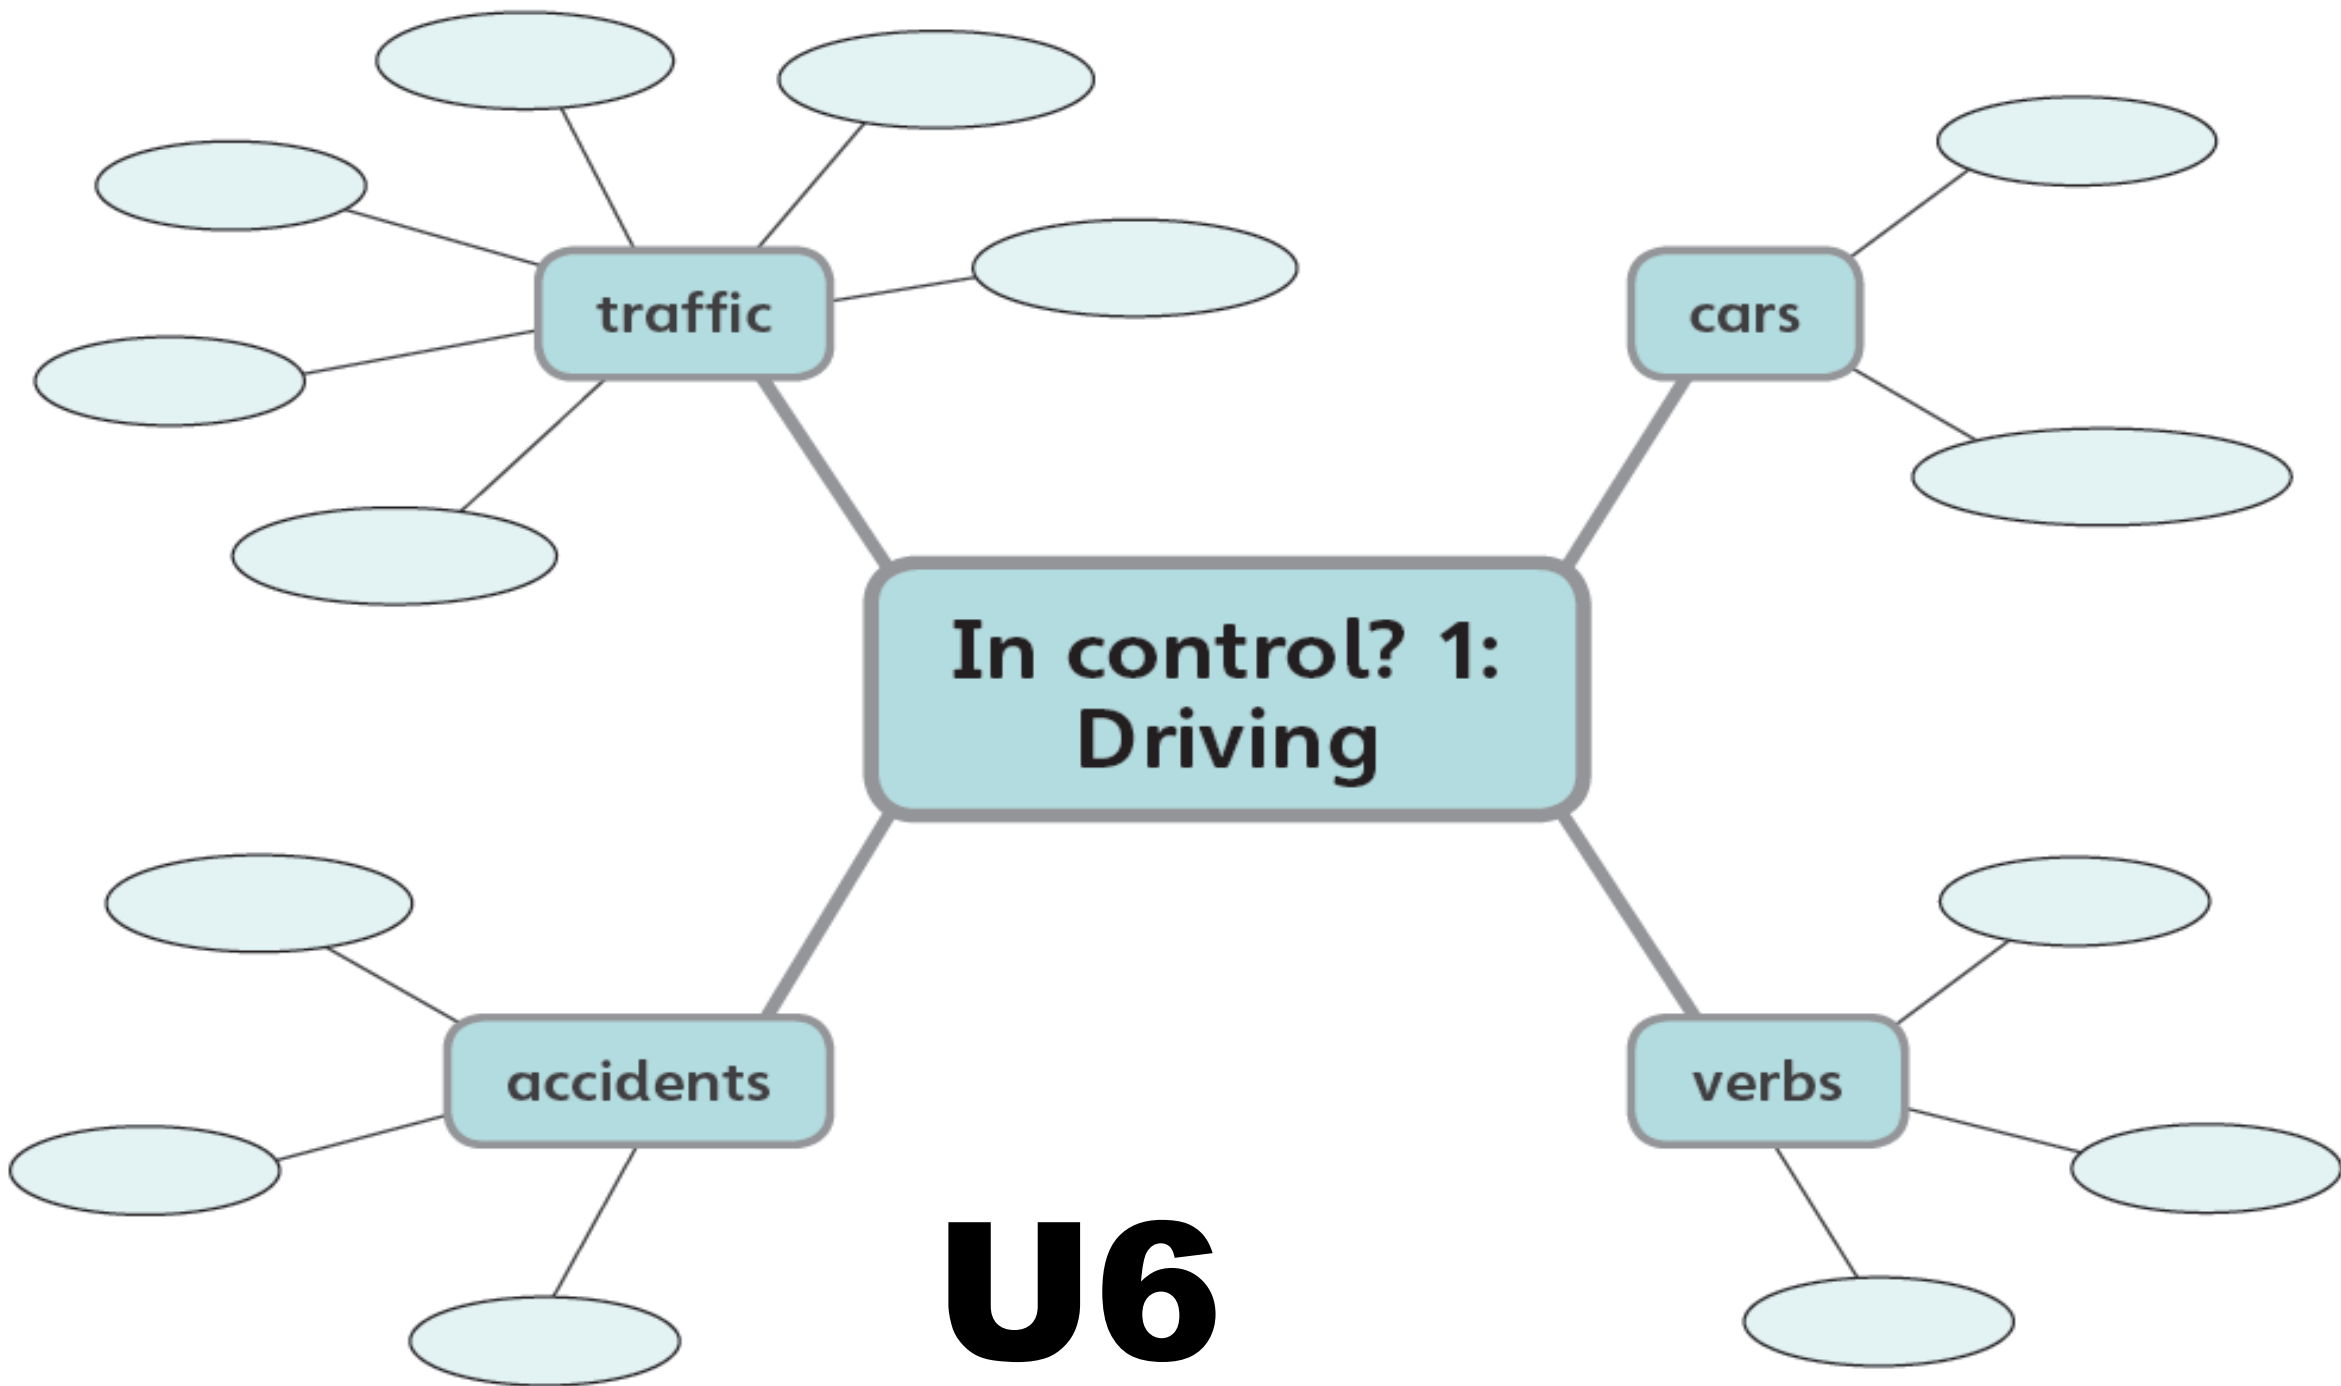 traffic
cars
In control? 1:
Driving
accidents
verbs
U6